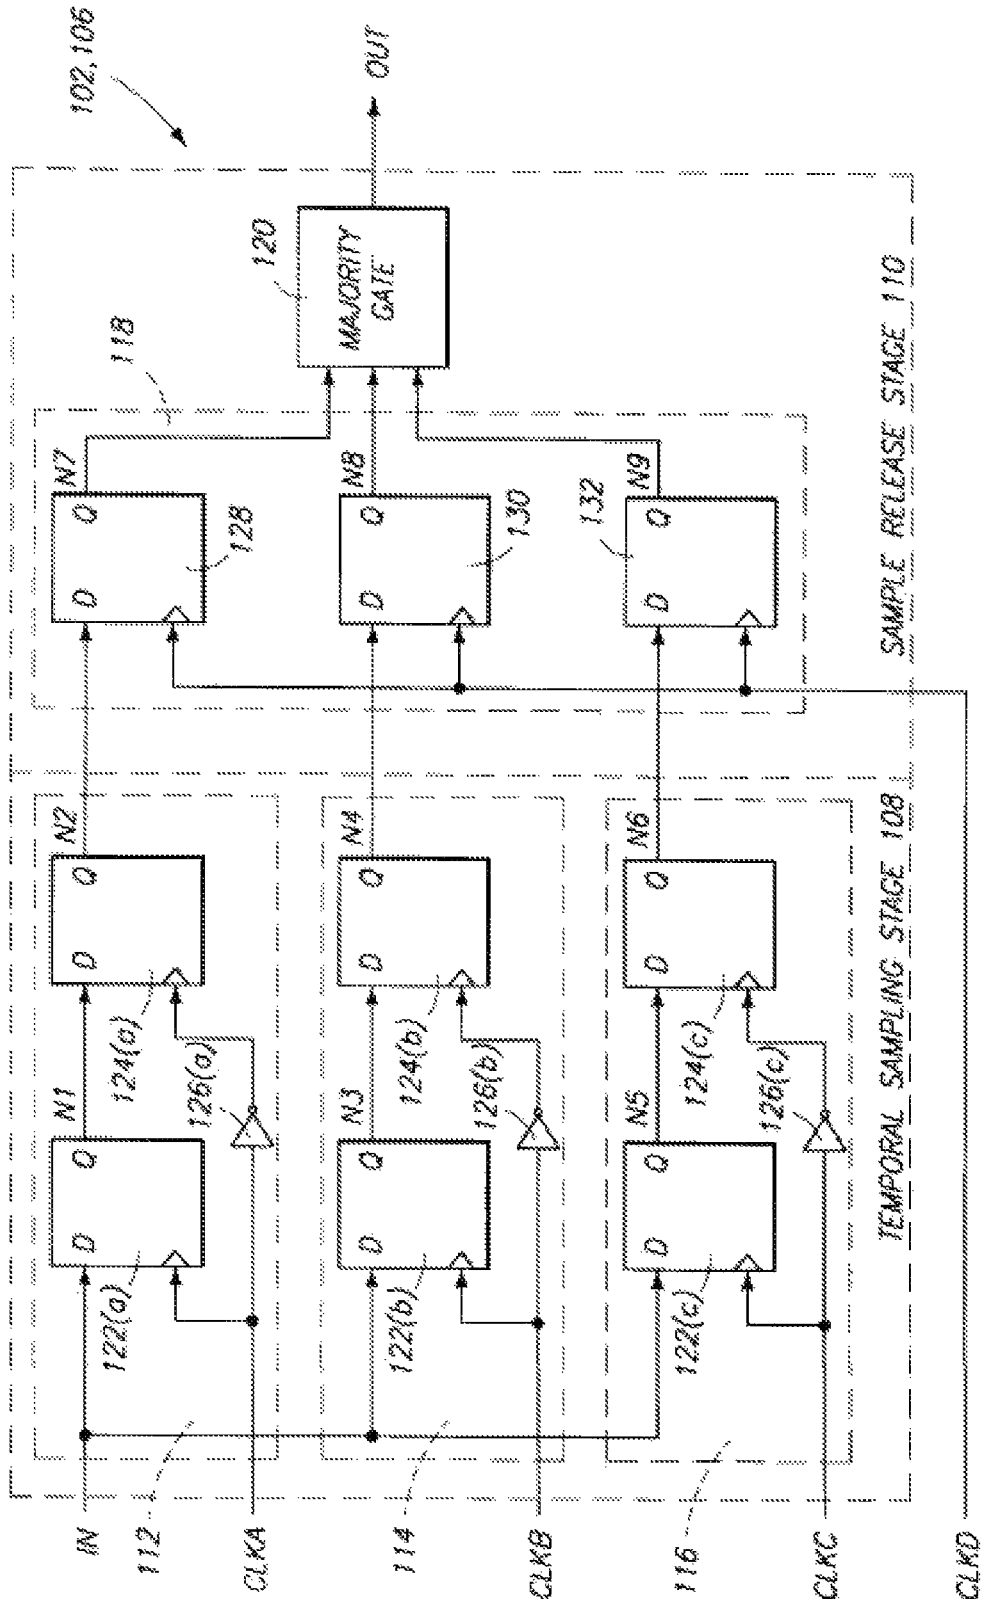 102, 106
IN
112
CLKA
122(a)
D
Q
N1
124(a)
126(a)
D
Q
N2
D
Q
N7
128
118
120
MAJORITY
GATE
OUT
114
CLKB
122(b)
D
Q
N3
124(b)
126(b)
D
Q
N4
D
Q
N8
130
116
CLKC
122(c)
D
Q
N5
124(c)
126(c)
D
Q
N6
D
Q
N9
132
TEMPORAL SAMPLING STAGE 108
SAMPLE RELEASE STAGE 110
CLKD